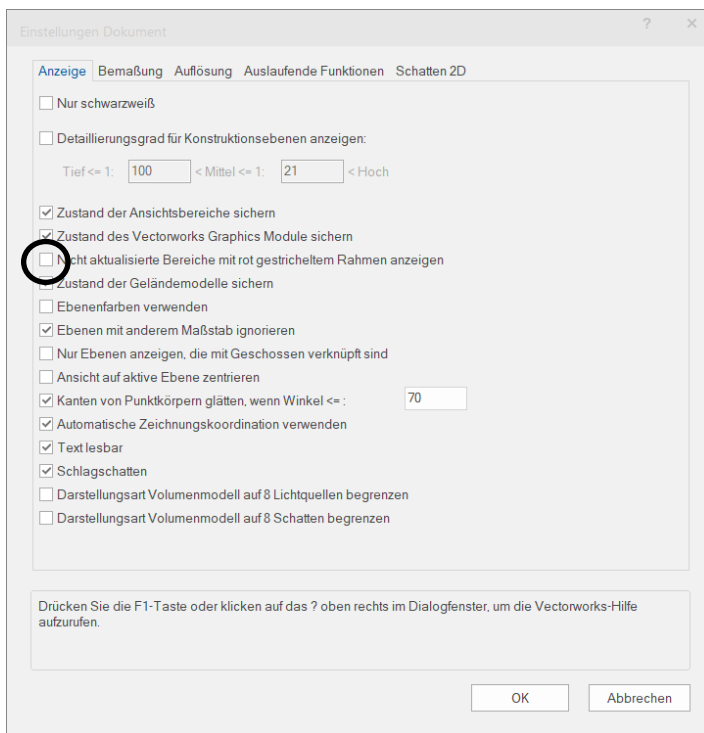 Einstellungen Dokument
? ×
Anzeige Bemaßung Auflösung Auslaufende Funktionen Schatten 2D
Nur schwarzweiß
Detaillierungsgrad für Konstruktionsebenen anzeigen:
Tief <= 1: 100 < Mittel <= 1: 21 < Hoch
Zustand der Ansichtsbereiche sichern
Zustand des Vectorworks Graphics Module sichern
Nicht aktualisierte Bereiche mit rot gestricheltem Rahmen anzeigen
Zustand der Geländemodelle sichern
Ebenenfarben verwenden
Ebenen mit anderem Maßstab ignorieren
Nur Ebenen anzeigen, die mit Geschossen verknüpft sind
Ansicht auf aktive Ebene zentrieren
Kanten von Punktkörpern glätten, wenn Winkel <= : 70
Automatische Zeichnungskoordination verwenden
Text lesbar
Schlagschatten
Darstellungsart Volumenmodell auf 8 Lichtquellen begrenzen
Darstellungsart Volumenmodell auf 8 Schatten begrenzen
Drücken Sie die F1-Taste oder klicken auf das ? oben rechts im Dialogfenster, um die Vectorworks-Hilfe
aufzurufen.
OK Abbrechen